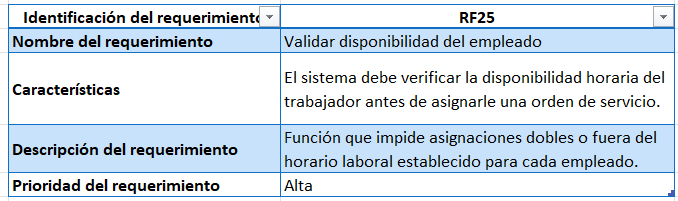 Identificación del requerimiento RF25
Nombre del requerimiento Validar disponibilidad del empleado
Características El sistema debe verificar la disponibilidad horaria del
trabajador antes de asignarle una orden de servicio.
Descripción del requerimiento Función que impide asignaciones dobles o fuera del
horario laboral establecido para cada empleado.
Prioridad del requerimiento Alta